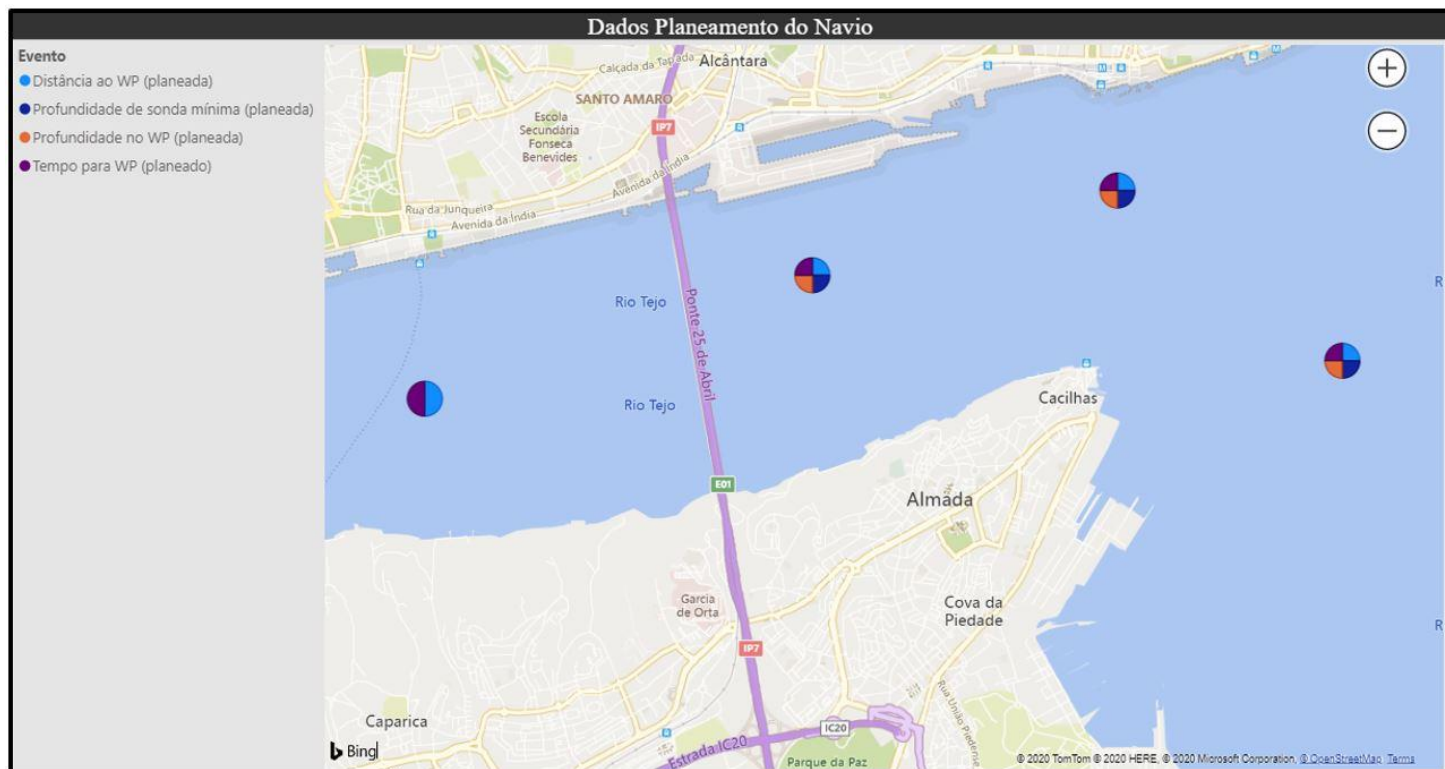 Dados Planeamento do Navio
Evento
Distância ao WP (planeada)
Profundidade de sonda mínima (planeada)
Profundidade no WP (planeada)
Tempo para WP (planeado)
Calçada da Tapada
Alcântara
SANTO AMARO
Escola
Secundária
Fonseca
Benevides
IP7
Avenida da Índia
Rua da Junqueira
Avenida da Índia
M
Rio Tejo
R
Ponte 25 de Abril
Rio Tejo
Cacilhas
E01
Almada
Garcia
de Orta
Cova da
Piedade
R
IP7
Rua União Piedense
Caparica
IC20
Estrada IC20
Parque da Paz
Bing
© 2020 TomTom © 2020 HERE, © 2020 Microsoft Corporation, © OpenStreetMap Terms